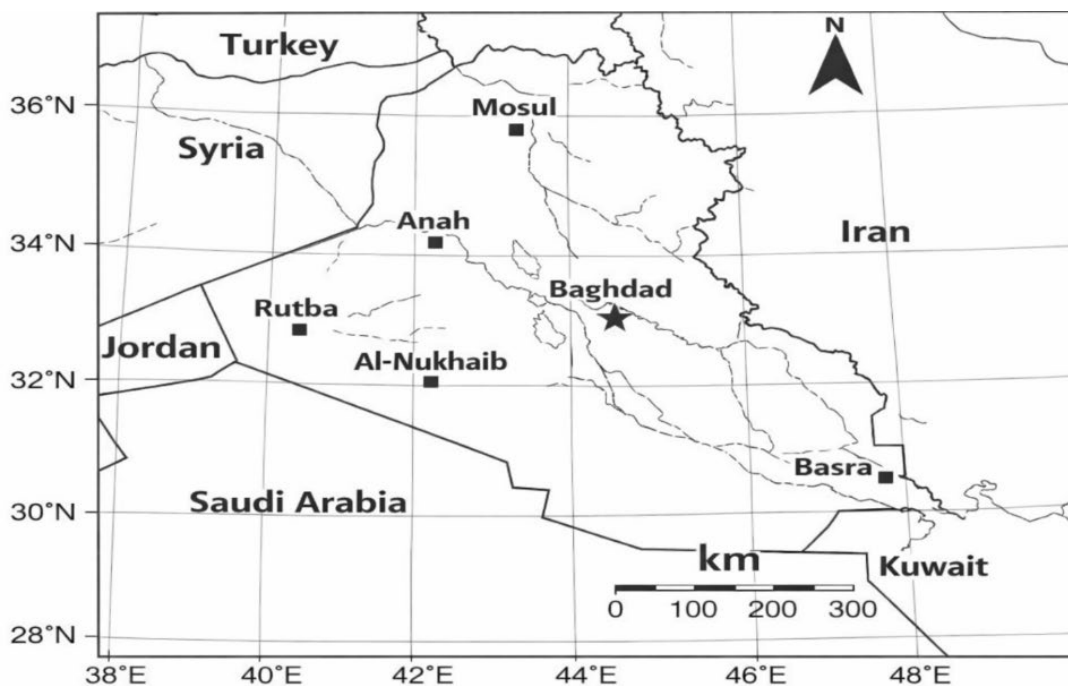 Turkey
N
36°N
Mosul
Syria
Anah
34°N
Iran
Baghdad
Rutba
Jordan
Al-Nukhaib
32°N
Basra
Saudi Arabia
30°N
km
Kuwait
0 100 200 300
28°N
38°E 40°E 42°E 44°E 46°E 48°E